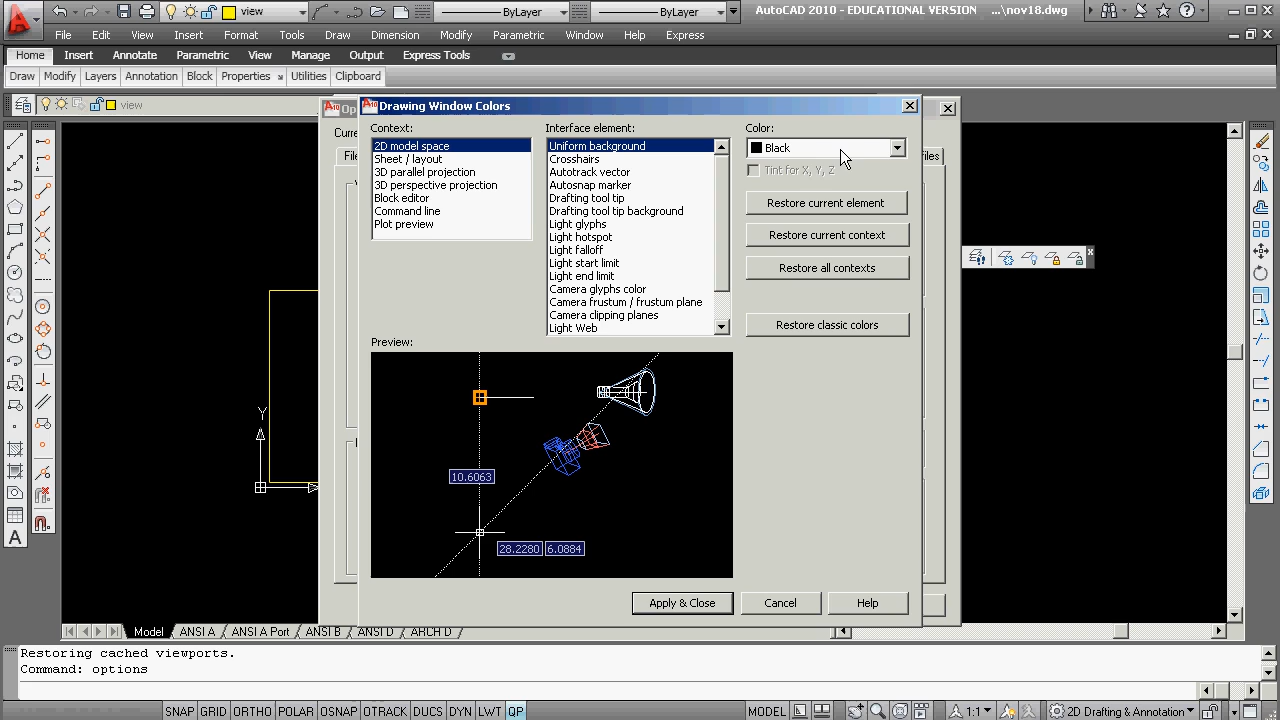 view
ByLayer
ByLayer
AutoCAD 2010 - EDUCATIONAL VERSION ...\nov18.dwg
File Edit View Insert Format Tools Draw Dimension Modify Parametric Window Help Express
Home Insert Annotate Parametric View Manage Output Express Tools
Draw Modify Layers Annotation Block Properties Utilities Clipboard
view
Drawing Window Colors
Context:
2D model space
Sheet / layout
3D parallel projection
3D perspective projection
Block editor
Command line
Plot preview
Interface element:
Uniform background
Crosshairs
Autotrack vector
Autosnap marker
Drafting tool tip
Drafting tool tip background
Light glyphs
Light hotspot
Light falloff
Light start limit
Light end limit
Camera glyphs color
Camera frustum / frustum plane
Camera clipping planes
Light Web
Color:
Black
Tint for X, Y, Z
Restore current element
Restore current context
Restore all contexts
Restore classic colors
Preview:
10.6063
28.2280 6.0884
Apply & Close Cancel Help
Y
A
Model ANSI A ANSI A Port ANSI B ANSI D ARCH D
Restoring cached viewports.
Command: options
SNAP GRID ORTHO POLAR OSNAP OTRACK DUCS DYN LWT QP
MODEL
1:1
2D Drafting & Annotation